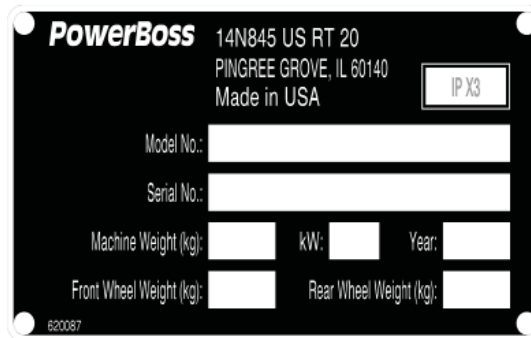 PowerBoss 14N845 US RT 20
PINGREE GROVE, IL 60140
Made in USA
IP X3
Model No.:
Serial No.:
Machine Weight (kg): kW: Year:
Front Wheel Weight (kg): Rear Wheel Weight (kg):
620087